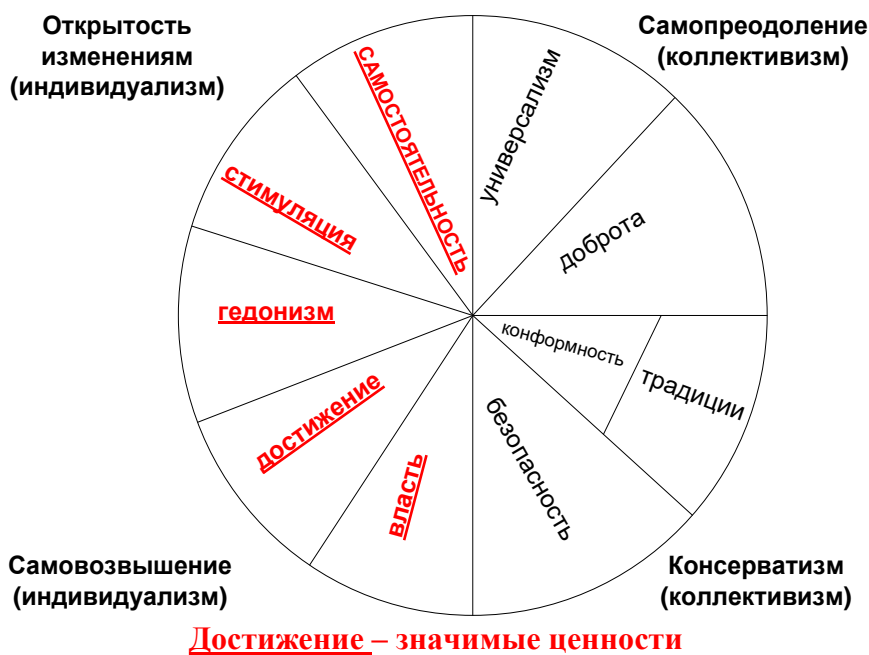 Открытость
изменениям
(индивидуализм)
Самопреодоление
(коллективизм)
САМОСТОЯТЕЛЬНОСТЬ
универсализм
стимуляция
доброта
гедонизм
конформность
традиции
достижение
власть
безопасность
Самовозвышение
(индивидуализм)
Консерватизм
(коллективизм)
Достижение – значимые ценности